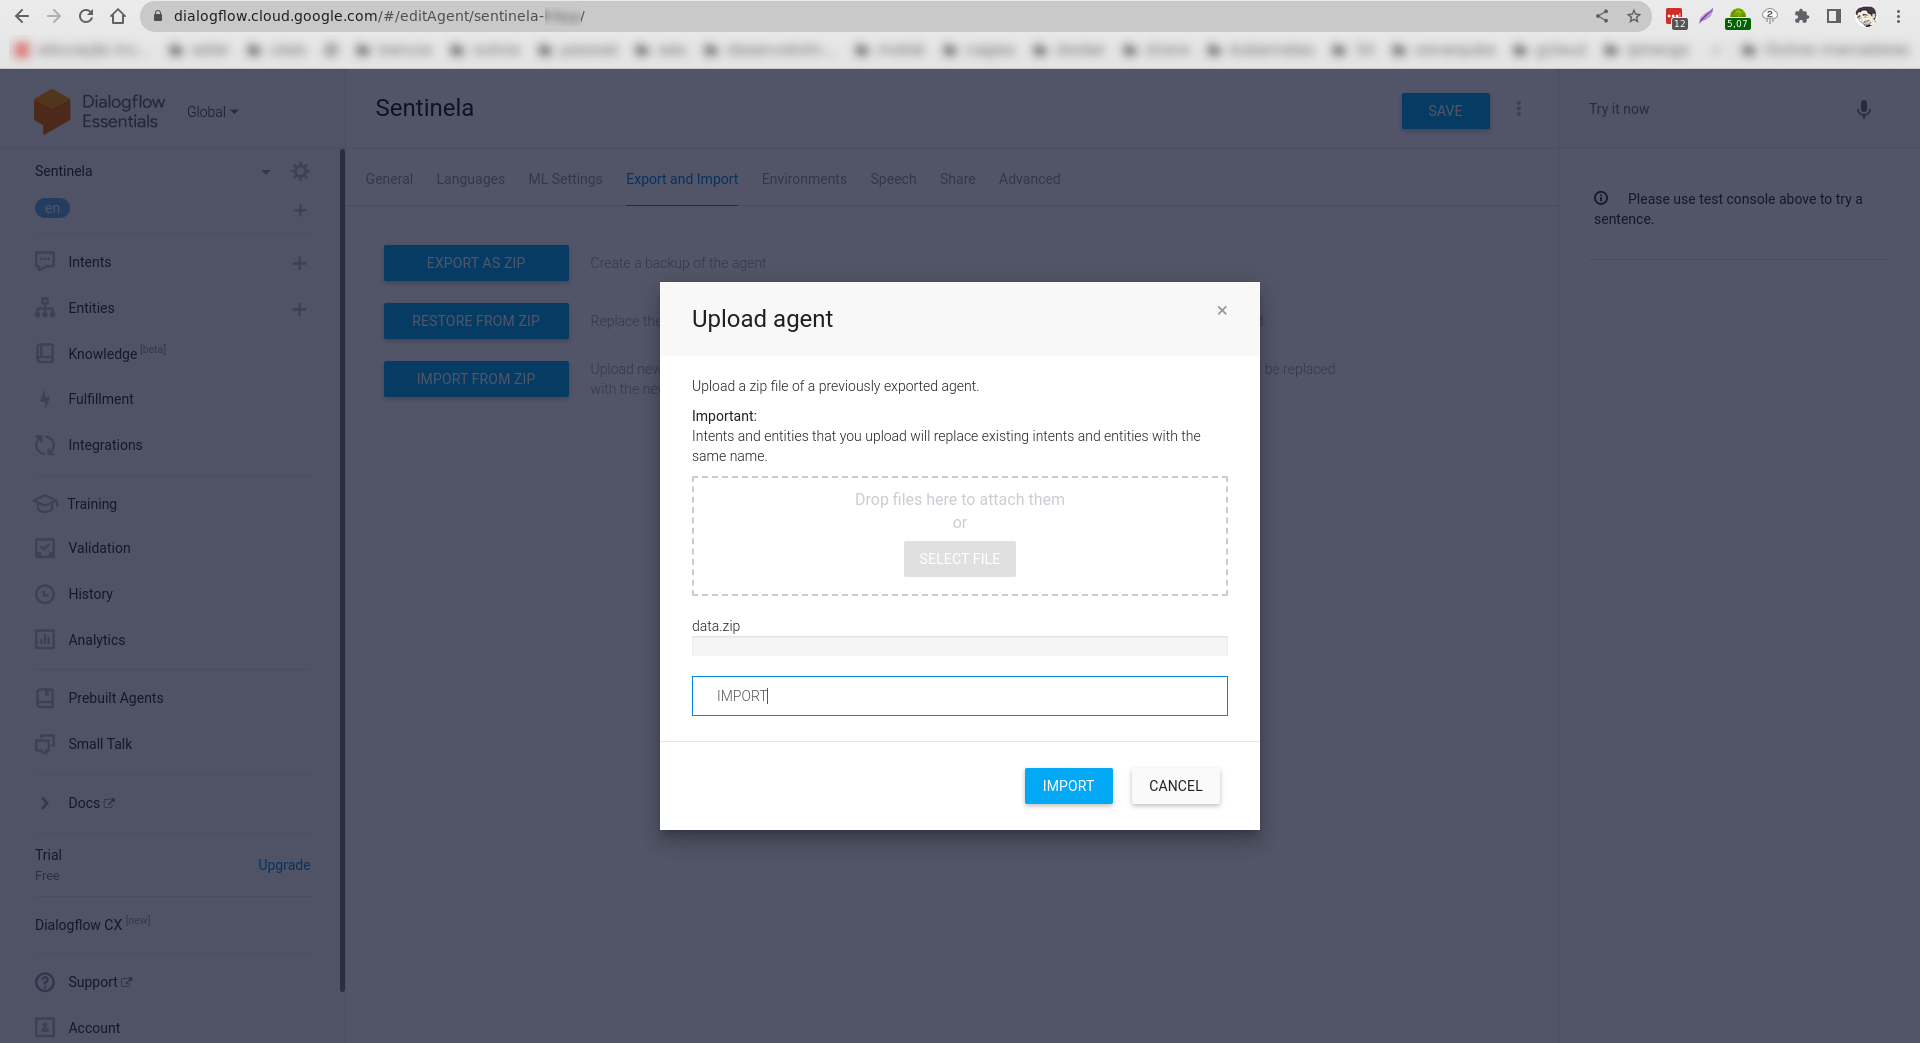 dialogflow.cloud.google.com/#/editAgent/sentinela-
12
5,07
2
Dialogflow
Essentials
Global
Sentinela
SAVE
Try it now
Sentinela
en
General
Languages
ML Settings
Export and Import
Environments
Speech
Share
Advanced
Please use test console above to try a
sentence.
EXPORT AS ZIP
Create a backup of the agent
RESTORE FROM ZIP
Replace the
IMPORT FROM ZIP
Upload new
be replaced
with the
Intents
Entities
Knowledge [beta]
Fulfillment
Integrations
Training
Validation
History
Analytics
Prebuilt Agents
Small Talk
Docs
Trial
Free
Upgrade
Dialogflow CX [new]
Support
Account
Upload agent
×
Upload a zip file of a previously exported agent.
Important:
Intents and entities that you upload will replace existing intents and entities with the
same name.
Drop files here to attach them
or
SELECT FILE
data.zip
IMPORT
IMPORT
CANCEL